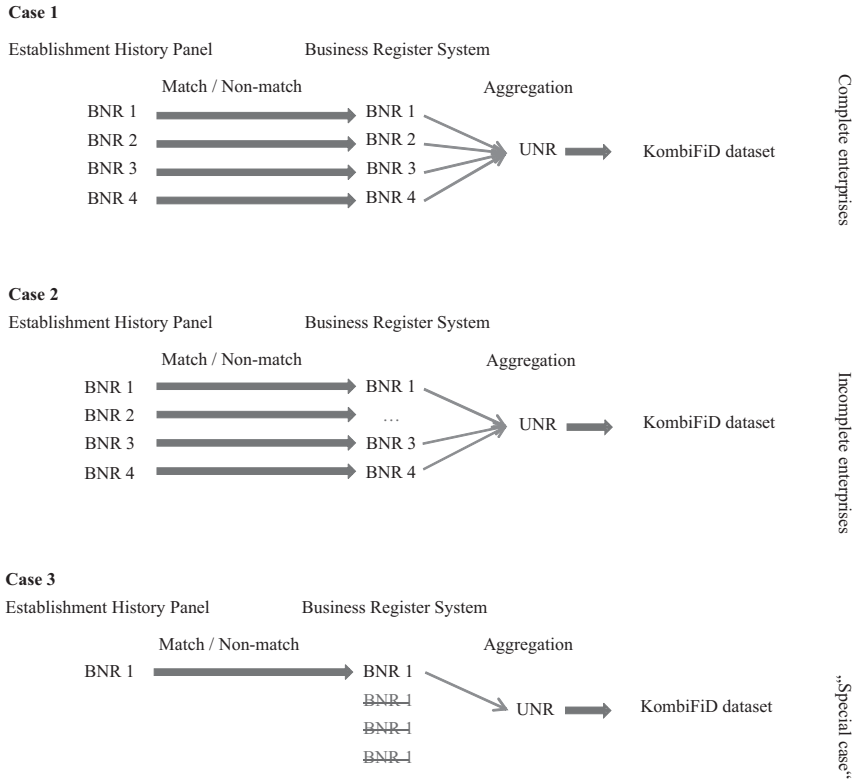 Case 1
Establishment History Panel Business Register System
Match / Non-match Aggregation
BNR 1 BNR 1
BNR 2 BNR 2
UNR KombiFiD dataset
BNR 3 BNR 3
BNR 4 BNR 4
Complete enterprises
Case 2
Establishment History Panel Business Register System
Match / Non-match Aggregation
BNR 1 BNR 1
BNR 2 …
UNR KombiFiD dataset
BNR 3 BNR 3
BNR 4 BNR 4
Incomplete enterprises
Case 3
Establishment History Panel Business Register System
Match / Non-match Aggregation
BNR 1 BNR 1
BNR 1
UNR KombiFiD dataset
BNR 1
BNR 1
„Special case“